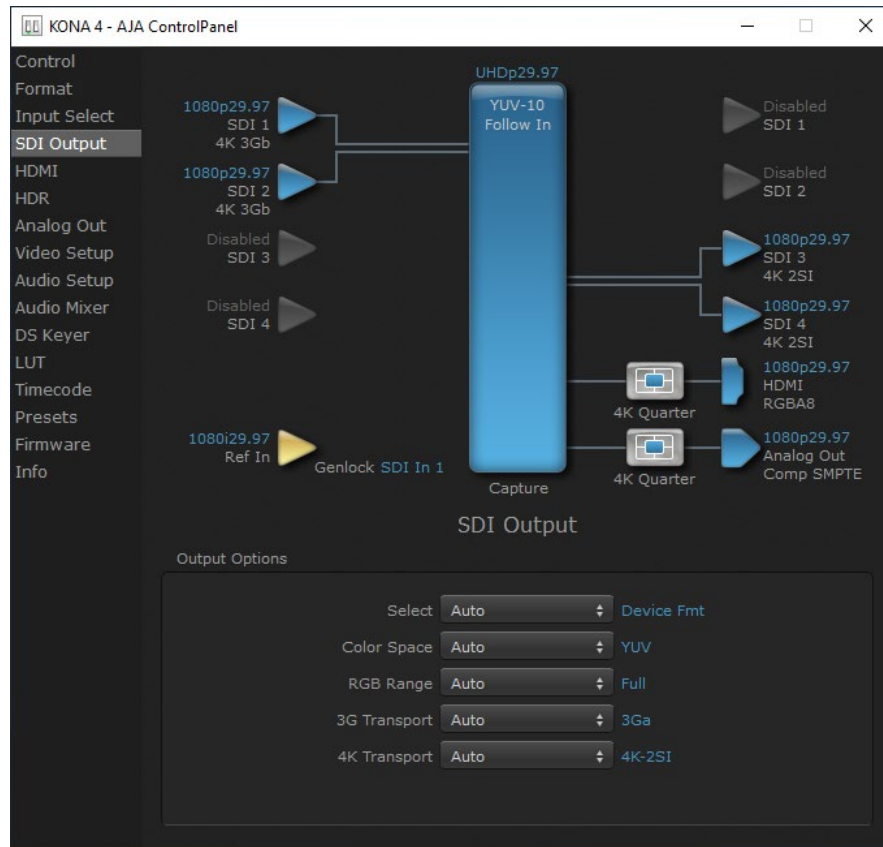 KONA 4 - AJA ControlPanel
Control
Format
Input Select
SDI Output
HDMI
HDR
Analog Out
Video Setup
Audio Setup
Audio Mixer
DS Keyer
LUT
Timecode
Presets
Firmware
Info
1080p29.97
SDI 1
4K 3Gb
1080p29.97
SDI 2
4K 3Gb
Disabled
SDI 3
Disabled
SDI 4
1080i29.97
Ref In
Genlock SDI In 1
UHDp29.97
YUV-10
Follow In
Capture
Disabled
SDI 1
Disabled
SDI 2
1080p29.97
SDI 3
4K 2SI
1080p29.97
SDI 4
4K 2SI
4K Quarter
1080p29.97
HDMI
RGBA8
4K Quarter
1080p29.97
Analog Out
Comp SMPTE
SDI Output
Output Options
Select Auto Device Fmt
Color Space Auto YUV
RGB Range Auto Full
3G Transport Auto 3Ga
4K Transport Auto 4K-2SI